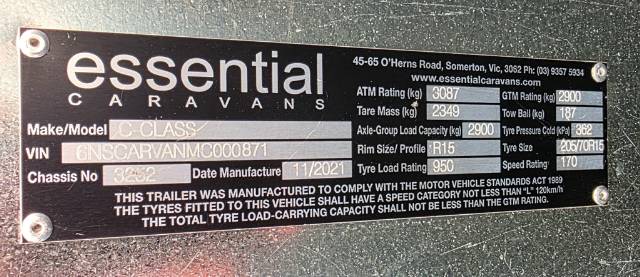 essential
CARAVANS
45-65 O'Herns Road, Somerton, Vic, 3062 Ph: (03) 9357 5934
www.essentialcaravans.com
ATM Rating (kg) 3087 GTM Rating (kg) 2900
Tare Mass (kg) 2349 Tow Ball (kg) 187
Make/Model C-CLASS Axle-Group Load Capacity (kg) 2900 Tyre Pressure Cold (kPa) 362
VIN 6NSCARVANMC000871 Rim Size/ Profile R15 Tyre Size 205/70R15
Chassis No 3252 Date Manufacture 11/2021 Tyre Load Rating 950 Speed Rating 170
THIS TRAILER WAS MANUFACTURED TO COMPLY WITH THE MOTOR VEHICLE STANDARDS ACT 1989
THE TYRES FITTED TO THIS VEHICLE SHALL HAVE A SPEED CATEGORY NOT LESS THAN "L" 120km/h
THE TOTAL TYRE LOAD-CARRYING CAPACITY SHALL NOT BE LESS THAN THE GTM RATING.